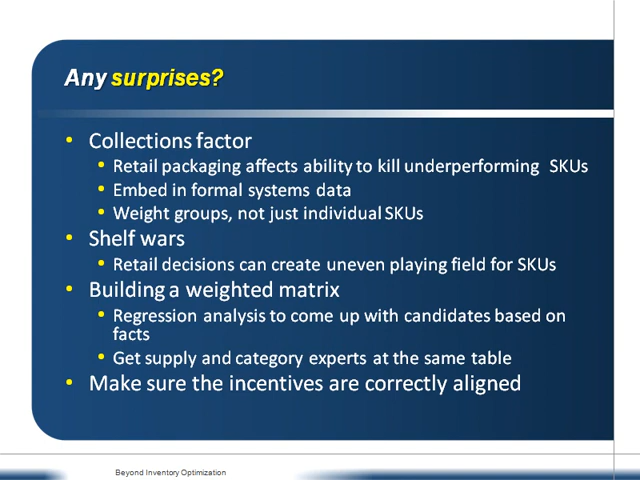 Any surprises?
• Collections factor
• Retail packaging affects ability to kill underperforming SKUs
• Embed in formal systems data
• Weight groups, not just individual SKUs
• Shelf wars
• Retail decisions can create uneven playing field for SKUs
• Building a weighted matrix
• Regression analysis to come up with candidates based on
facts
• Get supply and category experts at the same table
• Make sure the incentives are correctly aligned
Beyond Inventory Optimization